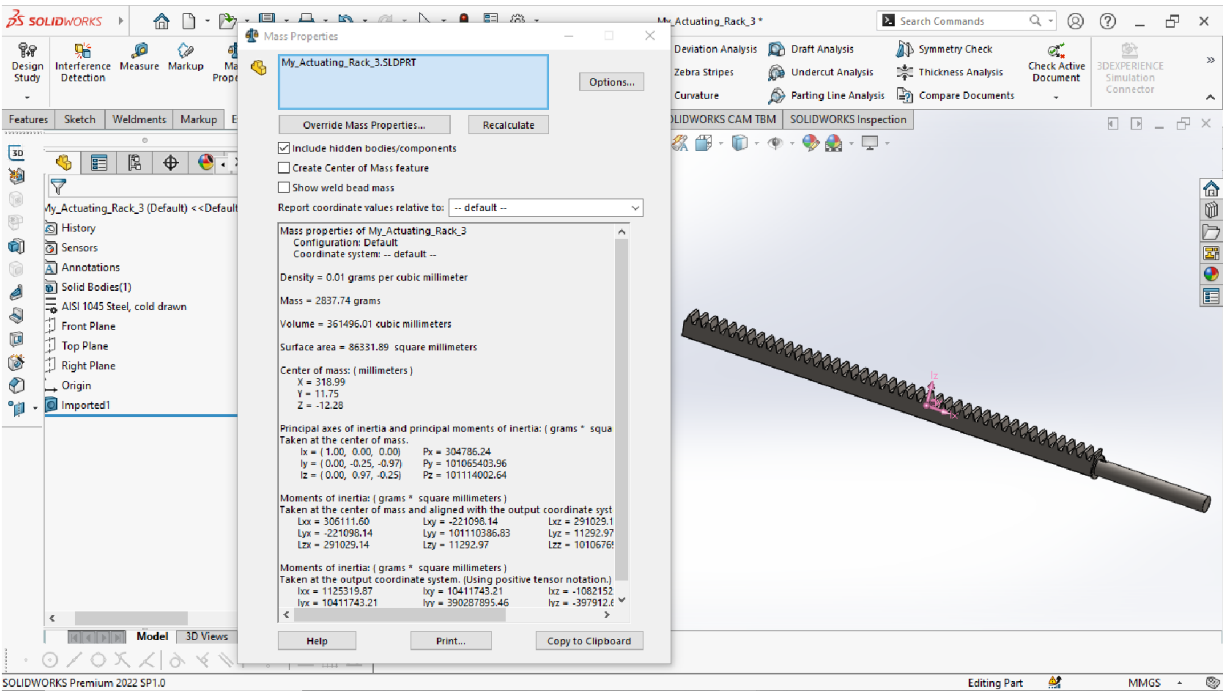 SOLIDWORKS
My_Actuating_Rack_3 *
Search Commands
Design Study
Interference Detection
Measure
Markup
Deviation Analysis
Zebra Stripes
Curvature
Draft Analysis
Undercut Analysis
Parting Line Analysis
Symmetry Check
Thickness Analysis
Compare Documents
Check Active Document
3DEXPERIENCE Simulation Connector
Features
Sketch
Weldments
Markup
SOLIDWORKS Inspection
My_Actuating_Rack_3 (Default) <<Default
History
Sensors
Annotations
Solid Bodies(1)
AISI 1045 Steel, cold drawn
Front Plane
Top Plane
Right Plane
Origin
Imported1
Mass Properties
My_Actuating_Rack_3.SLDPRT
Options...
Override Mass Properties...
Recalculate
Include hidden bodies/components
Create Center of Mass feature
Show weld bead mass
Report coordinate values relative to:
-- default --
Mass properties of My_Actuating_Rack_3
Configuration: Default
Coordinate system: -- default --
Density = 0.01 grams per cubic millimeter
Mass = 2837.74 grams
Volume = 361496.01 cubic millimeters
Surface area = 86331.89 square millimeters
Center of mass: ( millimeters )
X = 318.99
Y = 11.75
Z = -12.28
Principal axes of inertia and principal moments of inertia: ( grams * squa
Taken at the center of mass.
Ix = ( 1.00, 0.00, 0.00) Px = 304786.24
Iy = ( 0.00, -0.25, -0.97) Py = 101065403.96
Iz = ( 0.00, 0.97, -0.25) Pz = 101114002.64
Moments of inertia: ( grams * square millimeters )
Taken at the center of mass and aligned with the output coordinate syst
Lxx = 306111.60 Lxy = -221098.14 Lxz = 291029.1
Lyx = -221098.14 Lyy = 101110386.83 Lyz = 11292.97
Lzx = 291029.14 Lzy = 11292.97 Lzz = 1010676
Moments of inertia: ( grams * square millimeters )
Taken at the output coordinate system. (Using positive tensor notation.)
Ixx = 1125319.87 Ixy = 10411743.21 Ixz = -1082152
Iyx = 10411743.21 Iyy = 390287895.46 Iyz = -397912.
Help
Print...
Copy to Clipboard
Model
3D Views
SOLIDWORKS Premium 2022 SP1.0
Editing Part
MMGS